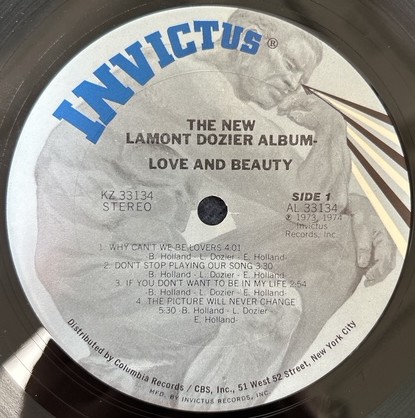 INVICTUS®
THE NEW
LAMONT DOZIER ALBUM-
LOVE AND BEAUTY
KZ 33134
STEREO
SIDE 1
AL 33134
℗ 1973, 1974
Invictus
Records, Inc
1. WHY CAN'T WE BE LOVERS 4:01
B. Holland - L. Dozier - E. Holland-
2. DON'T STOP PLAYING OUR SONG 3:30
B. Holland- L. Dozier - E. Holland-
3. IF YOU DON'T WANT TO BE IN MY LIFE 2:54
-B. Holland - L. Dozier - E. Holland-
4. THE PICTURE WILL NEVER CHANGE
5:30 -B. Holland - L. Dozier -
E. Holland-
Distributed by Columbia Records / CBS, Inc., 51 West 52 Street, New York City
MFD. BY INVICTUS RECORDS, INC.